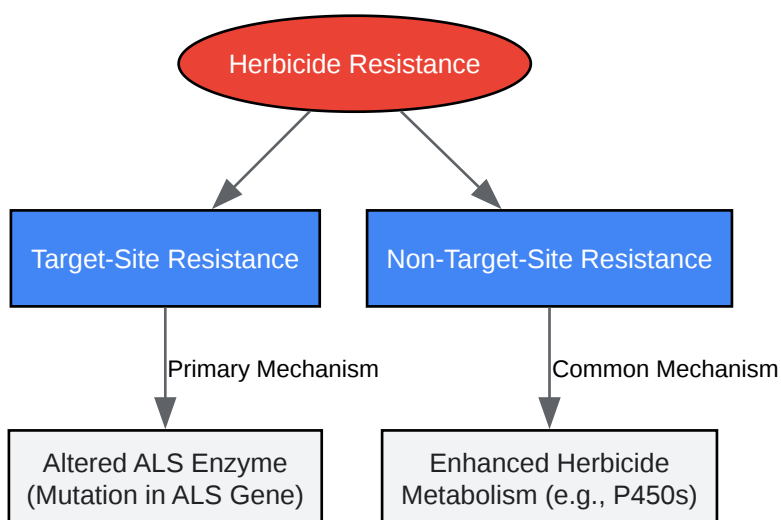 Herbicide Resistance
Target-Site Resistance
Non-Target-Site Resistance
Primary Mechanism
Common Mechanism
Altered ALS Enzyme
(Mutation in ALS Gene)
Enhanced Herbicide
Metabolism (e.g., P450s)